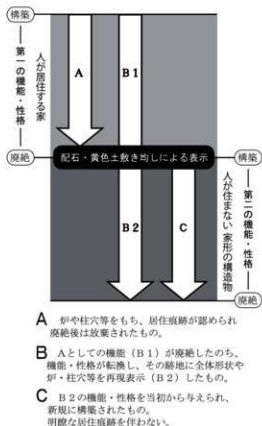 構築
第一の機能・性格
人が居住する家
A
B1
廃絶
配石・黄色土敷き均しによる表示
構築
B2
C
人が住まない家形の構造物
第二の機能・性格
廃絶
A 炉や柱穴等をもち、居住痕跡が認められ
廃絶後は放棄されたもの。
B Aとしての機能（B1）が廃絶したのち、
機能・性格が転換し、その跡地に全体形状や
炉・柱穴等を再現表示（B2）したもの。
C B2の機能・性格を当初から与えられ、
新規に構築されたもの。
明瞭な居住痕を伴わない。